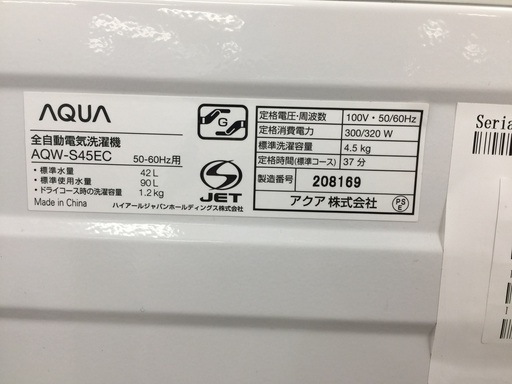 AQUA
全自動電気洗濯機
AQW-S45EC 50-60Hz用
・標準水量 42L
・標準使用水量 90L
・ドライコース時の洗濯容量 1.2kg
Made in China
ハイアールジャパンホールディングス株式会社
G
S
JET
定格電圧・周波数 100V・50/60Hz
定格消費電力 300/320 W
標準洗濯容量 4.5 kg
定格時間(標準コース) 37 分
製造番号 208169
アクア株式会社
PS
E
Seria